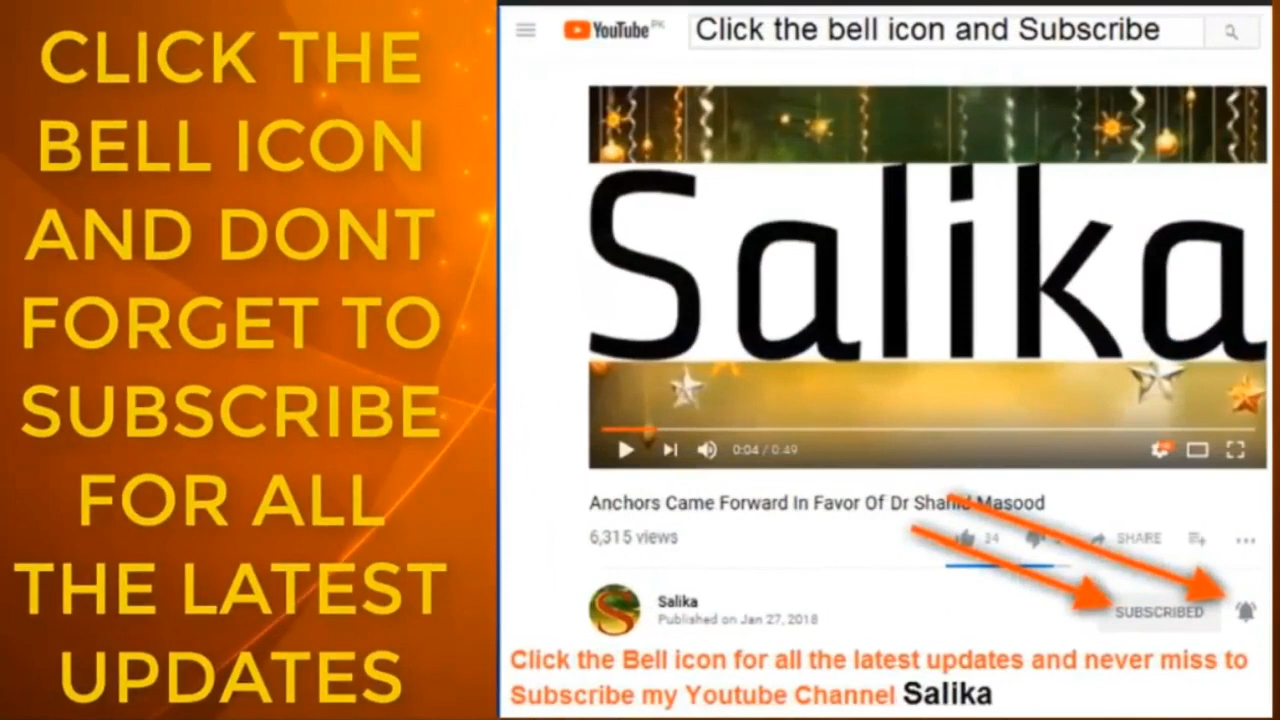 CLICK THE
BELL ICON
AND DONT
FORGET TO
SUBSCRIBE
FOR ALL
THE LATEST
UPDATES
YouTube PK
Click the bell icon and Subscribe
Salika
0:04 / 0:49
Anchors Came Forward In Favor Of Dr Shahid Masood
6,315 views
34
SHARE
Salika
Published on Jan 27, 2018
SUBSCRIBED
Click the Bell icon for all the latest updates and never miss to
Subscribe my Youtube Channel Salika